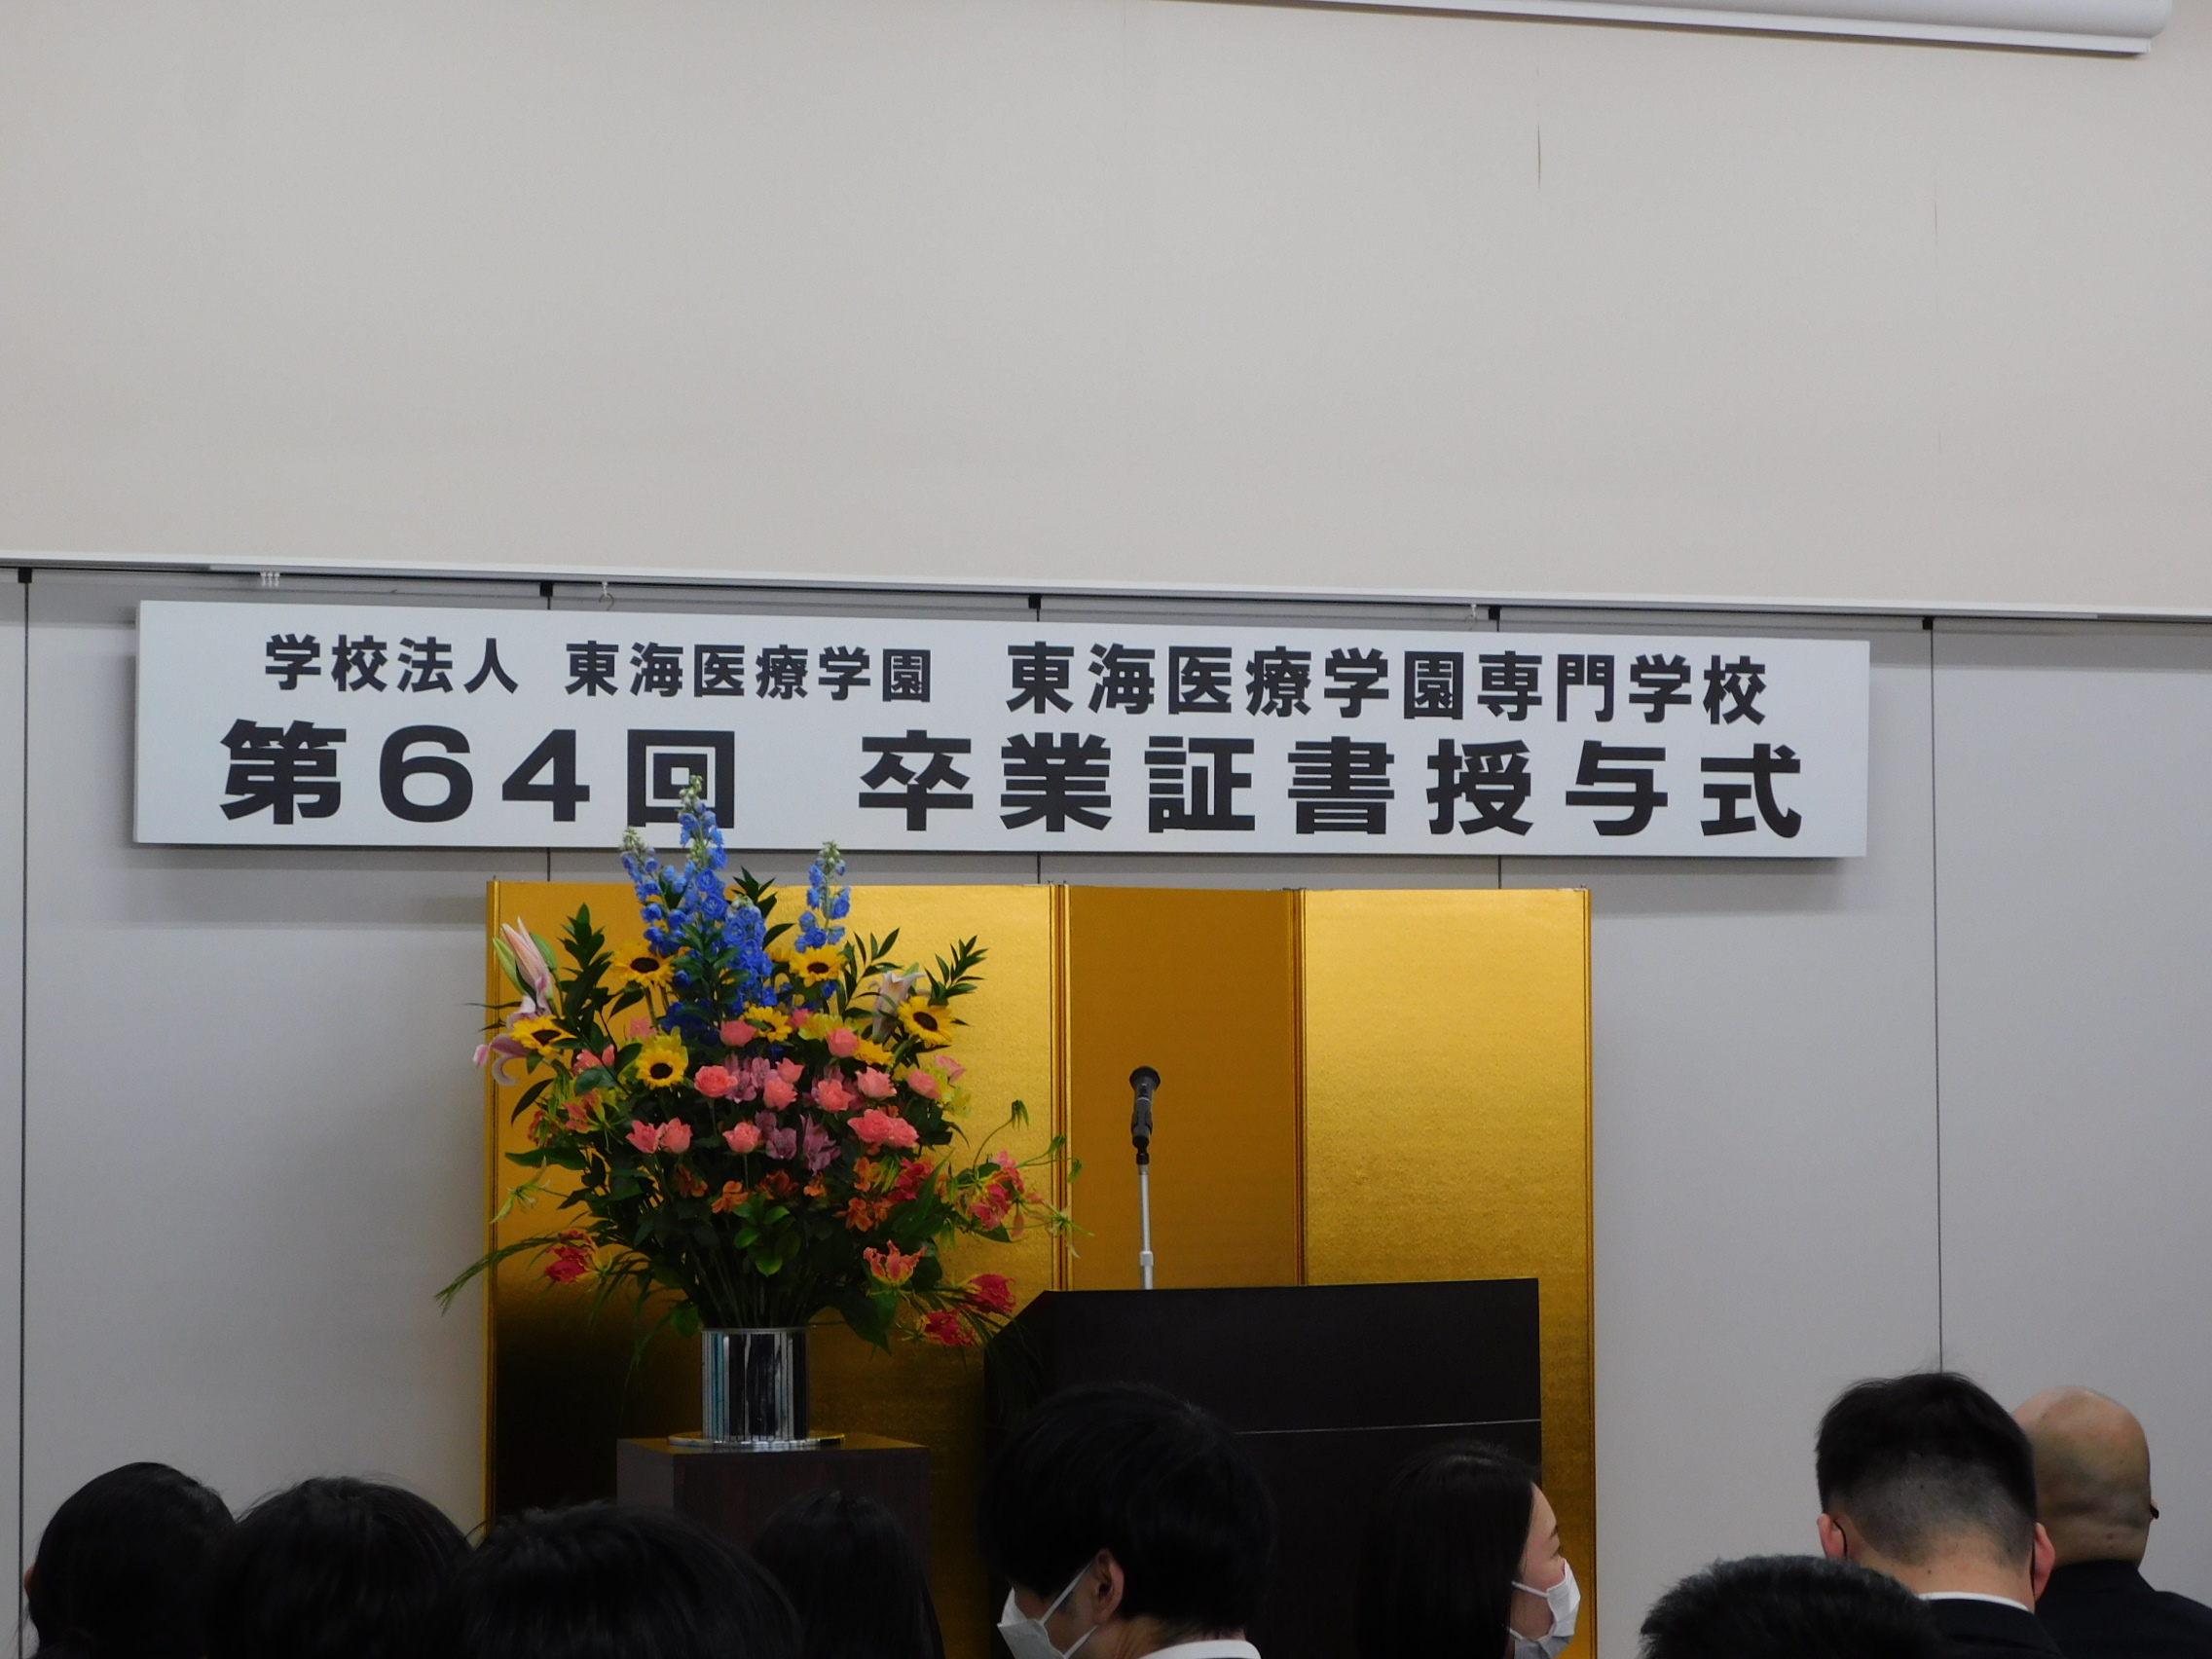 学校法人 東海医療学園 東海医療学園専門学校
第64回 卒業証書授与式